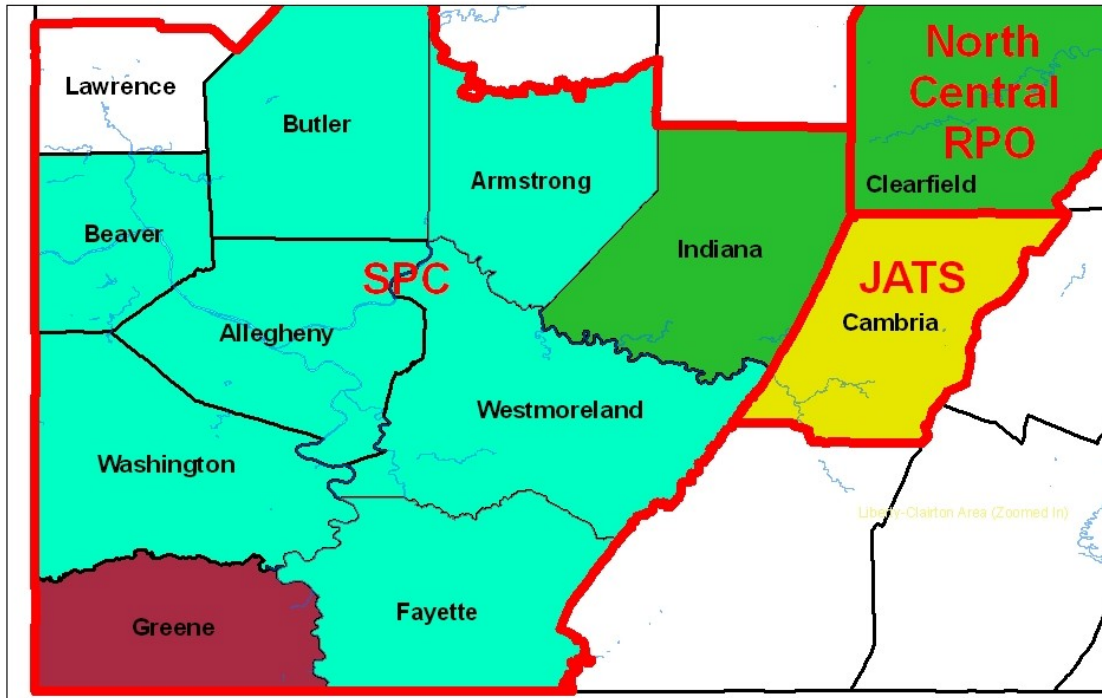 North
Central
RPO
Lawrence
Butler
Armstrong
Clearfield
Beaver
Indiana
SPC
JATS
Allegheny
Cambria
Westmoreland
Washington
Liberty-Clairton Area (Zoomed In)
Fayette
Greene